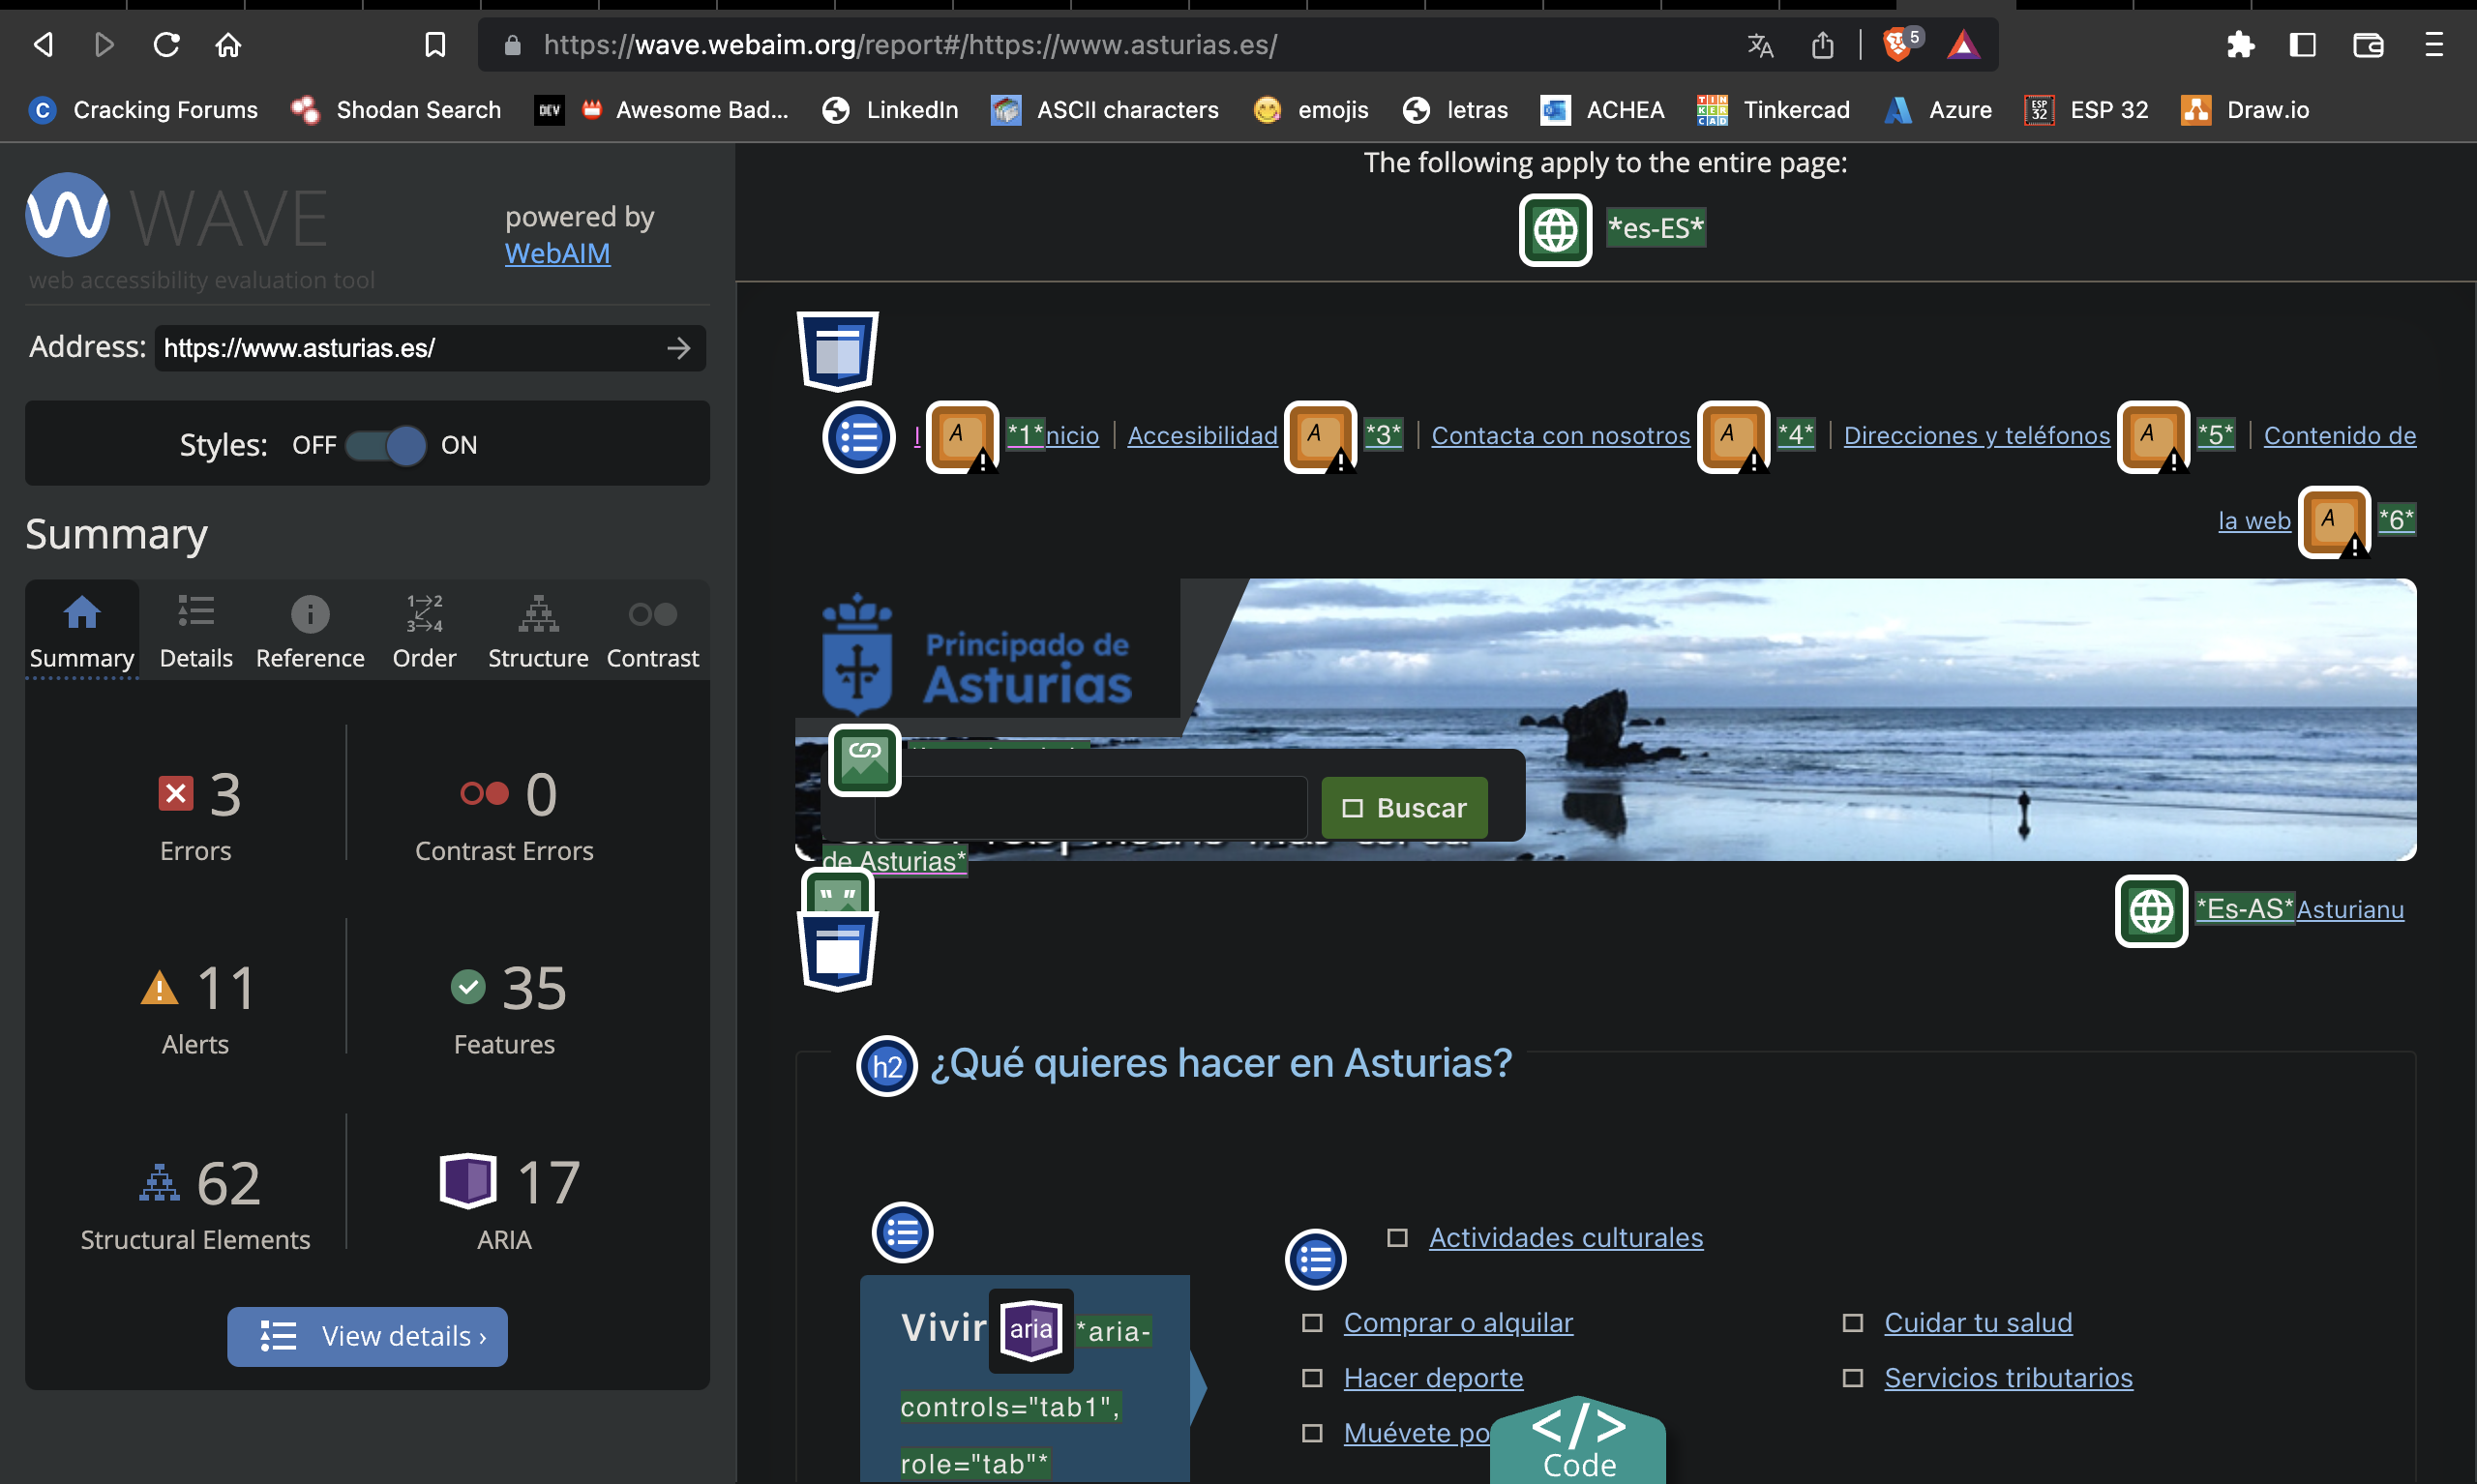 https://wave.webaim.org/report#/https://www.asturias.es/
5
Cracking Forums
Shodan Search
DEV
Awesome Bad...
LinkedIn
ASCII characters
emojis
letras
ACHEA
TINKERCAD
Tinkercad
Azure
ESP 32
ESP 32
Draw.io
WAVE
web accessibility evaluation tool
powered by
WebAIM
Address: https://www.asturias.es/
Styles: OFF ON
Summary
Summary
Details
Reference
Order
Structure
Contrast
3
Errors
0
Contrast Errors
11
Alerts
35
Features
62
Structural Elements
17
ARIA
View details ›
The following apply to the entire page:
*es-ES*
I A *1*nicio | Accesibilidad A *3* | Contacta con nosotros A *4* | Direcciones y teléfonos A *5* | Contenido de
la web A *6*
Principado de
Asturias
Buscar
de Asturias*
*Es-AS* Asturianu
h2 ¿Qué quieres hacer en Asturias?
Vivir aria *aria-
controls="tab1",
role="tab"*
Actividades culturales
Comprar o alquilar
Cuidar tu salud
Hacer deporte
Servicios tributarios
Muévete po
</>
Code